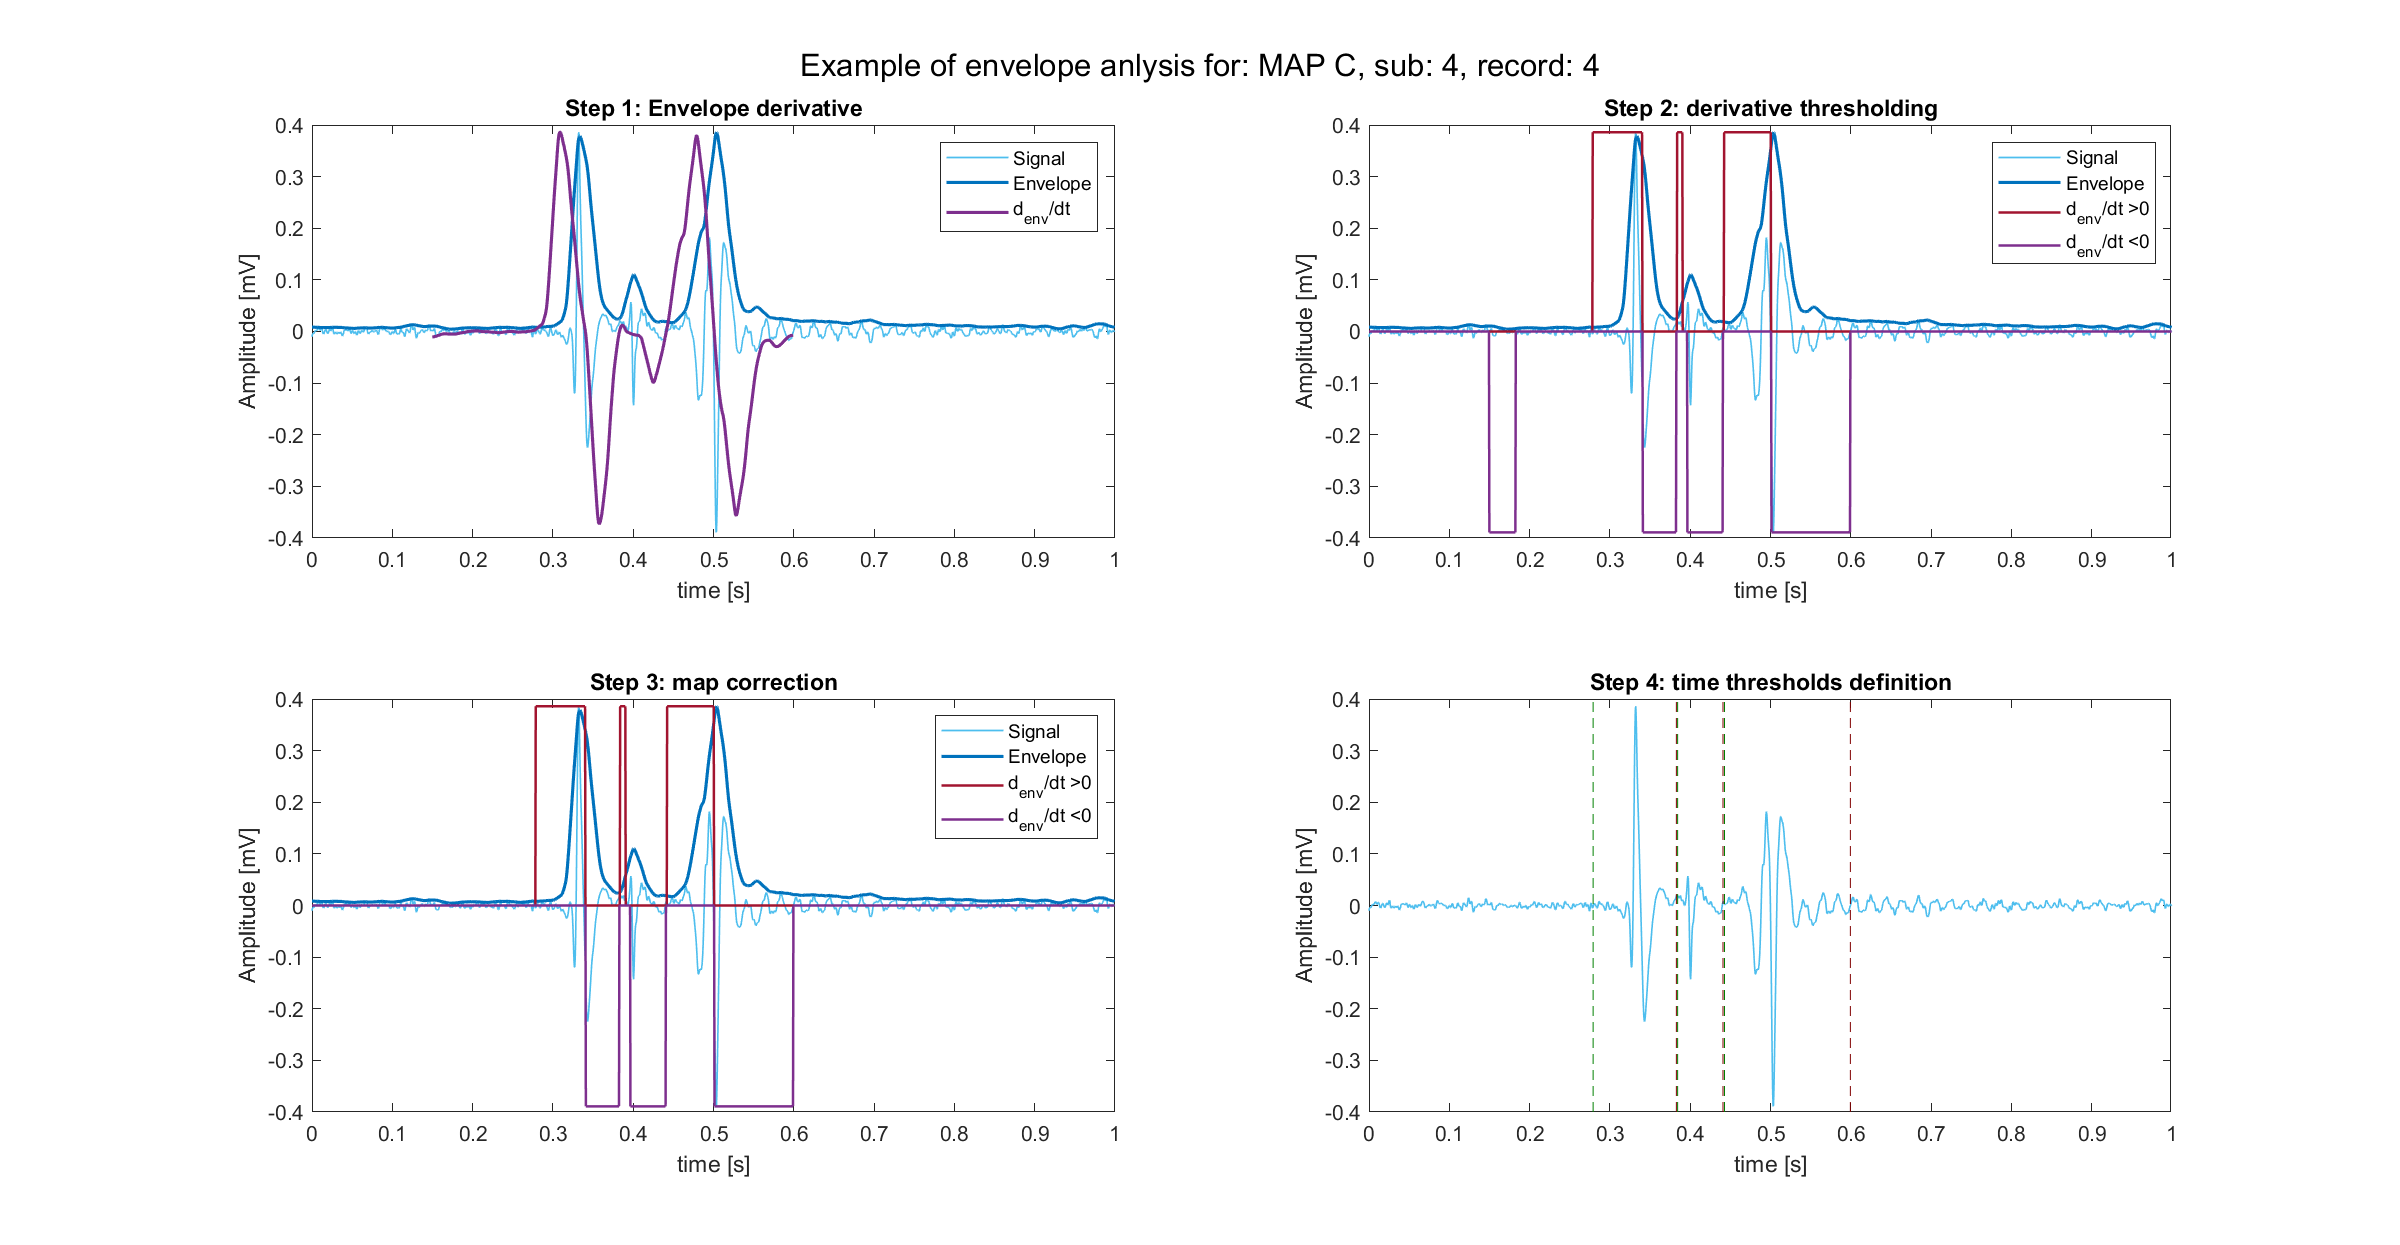 Example of envelope anlysis for: MAP C, sub: 4, record: 4
Step 1: Envelope derivative
0.4
0.3
0.2
0.1
0
-0.1
-0.2
-0.3
-0.4
Amplitude [mV]
0 0.1 0.2 0.3 0.4 0.5 0.6 0.7 0.8 0.9 1
time [s]
Signal
Envelope
d_env/dt
Step 2: derivative thresholding
0.4
0.3
0.2
0.1
0
-0.1
-0.2
-0.3
-0.4
Amplitude [mV]
0 0.1 0.2 0.3 0.4 0.5 0.6 0.7 0.8 0.9 1
time [s]
Signal
Envelope
d_env/dt >0
d_env/dt <0
Step 3: map correction
0.4
0.3
0.2
0.1
0
-0.1
-0.2
-0.3
-0.4
Amplitude [mV]
0 0.1 0.2 0.3 0.4 0.5 0.6 0.7 0.8 0.9 1
time [s]
Signal
Envelope
d_env/dt >0
d_env/dt <0
Step 4: time thresholds definition
0.4
0.3
0.2
0.1
0
-0.1
-0.2
-0.3
-0.4
Amplitude [mV]
0 0.1 0.2 0.3 0.4 0.5 0.6 0.7 0.8 0.9 1
time [s]